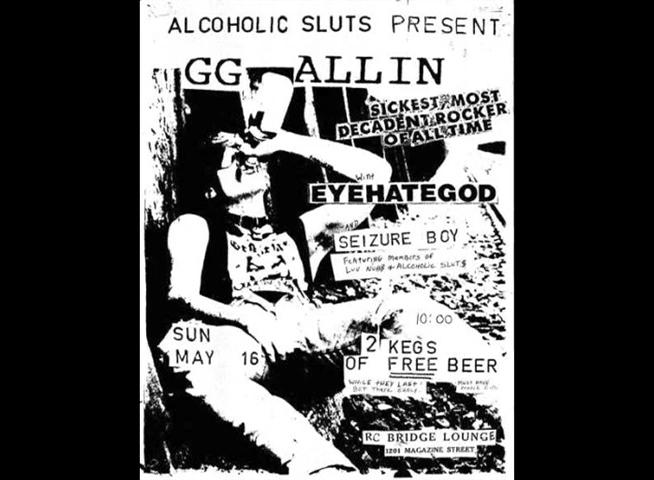 ALCOHOLIC SLUTS PRESENT
GG ALLIN
SICKEST, MOST
DECADENT ROCKER
OF ALL TIME
WITH
EYEHATEGOD
AND
SEIZURE BOY
FEATURING MEMBERS OF
LUV NUBS + ALCOHOLIC SLUTS
10:00
SUN
MAY 16
2 KEGS
OF FREE BEER
WHILE THEY LAST!
GET THERE EARLY.
MUST HAVE
RC BRIDGE LOUNGE
1201 MAGAZINE STREET